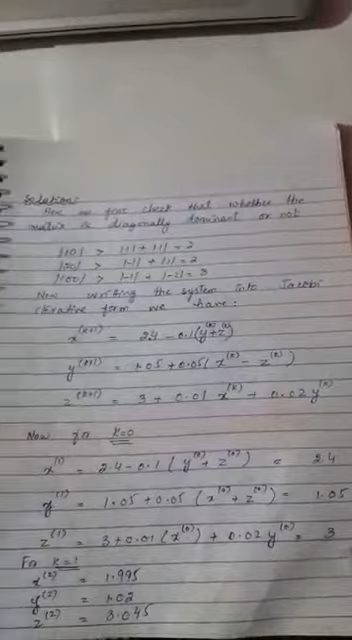 Solution:
Here we first check that whether the
matrix is diagonally dominant or not
|10| > |1| + |1| = 2
|20| > |-1| + |1| = 2
|100| > |-1| + |-2| = 3
Now writing the system into Jacobi
iterative form we have:
x^(k+1) = 2.4 - 0.1(y^(k)+z^(k))
y^(k+1) = 1.05 + 0.05(x^(k) - z^(k))
z^(k+1) = 3 + 0.01 x^(k) + 0.02 y^(k)
Now for k=0
x^(1) = 2.4 - 0.1 (y^(0) + z^(0)) = 2.4
y^(1) = 1.05 + 0.05 (x^(0) + z^(0)) = 1.05
z^(1) = 3 + 0.01 (x^(0)) + 0.02 y^(0) = 3
For k=1
x^(2) = 1.995
y^(2) = 1.02
z^(2) = 3.045